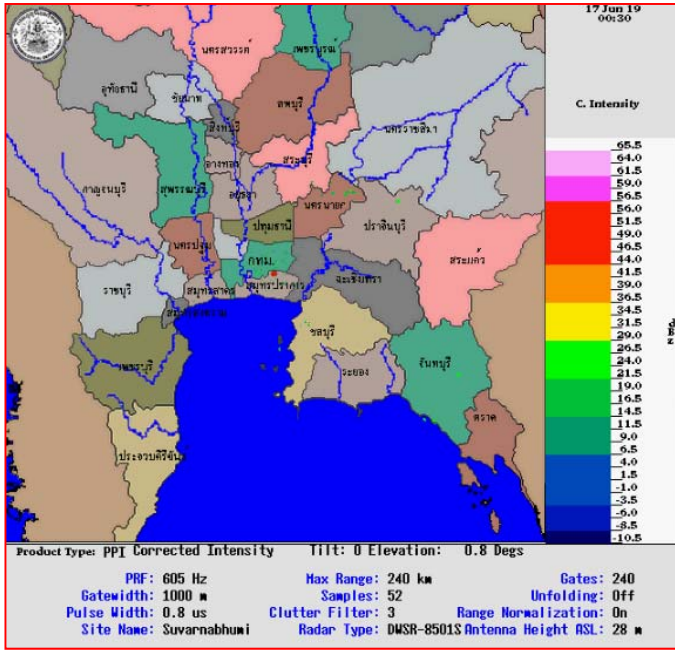 17 Jun 19
00:30
นครสวรรค์
เพชรบูรณ์
อุทัยธานี
ชัยนาท
ลพบุรี
สิงห์บุรี
นครราชสีมา
อ่างทอง
สระบุรี
กาญจนบุรี
สุพรรณบุรี
อยุธยา
นครนายก
ปราจีนบุรี
ปทุมธานี
นครปฐม
กทม.
สระแก้ว
ฉะเชิงเทรา
ราชบุรี
สมุทรสาคร
สมุทรปราการ
ชลบุรี
เพชรบุรี
ระยอง
จันทบุรี
ตราด
ประจวบคีรีขันธ์
C. Intensity
65.5
64.0
61.5
59.0
56.5
56.0
51.5
49.0
46.5
44.0
41.5
39.0
36.5
34.5
31.5
29.0
26.5
24.0
21.5
19.0
16.5
14.5
11.5
9.0
6.5
4.0
1.5
-1.0
-3.5
-6.0
-8.5
-10.5
Product Type: PPI Corrected Intensity Tilt: 0 Elevation: 0.8 Degs
PRF: 605 Hz Max Range: 240 km Gates: 240
Gatewidth: 1000 m Samples: 52 Unfolding: Off
Pulse Width: 0.8 us Clutter Filter: 3 Range Normalization: On
Site Name: Suvarnabhumi Radar Type: DWSR-8501S Antenna Height ASL: 28 m